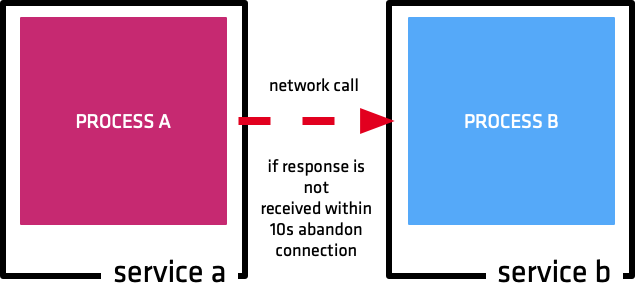 PROCESS A
network call
PROCESS B
if response is
not
received within
10s abandon
connection
service a
service b